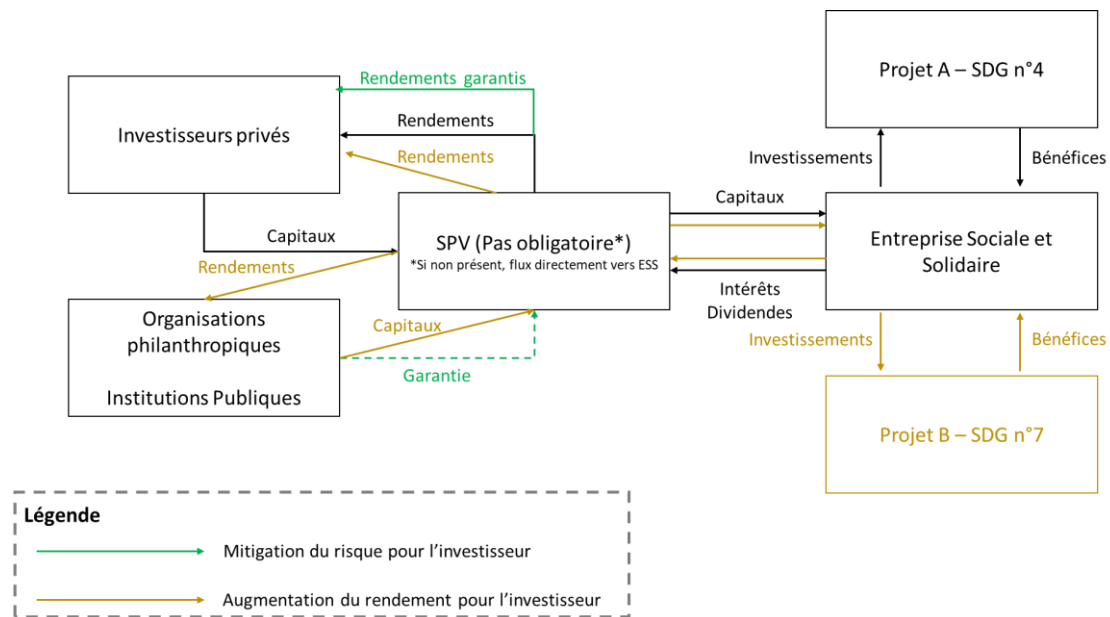 Projet A – SDG n°4
Rendements garantis
Investisseurs privés
Rendements
Rendements
Investissements
Bénéfices
Capitaux
Capitaux
SPV (Pas obligatoire*)
*Si non présent, flux directement vers ESS
Entreprise Sociale et
Solidaire
Rendements
Intérêts
Dividendes
Organisations
philanthropiques
Institutions Publiques
Capitaux
Garantie
Investissements
Bénéfices
Projet B – SDG n°7
Légende
Mitigation du risque pour l’investisseur
Augmentation du rendement pour l’investisseur